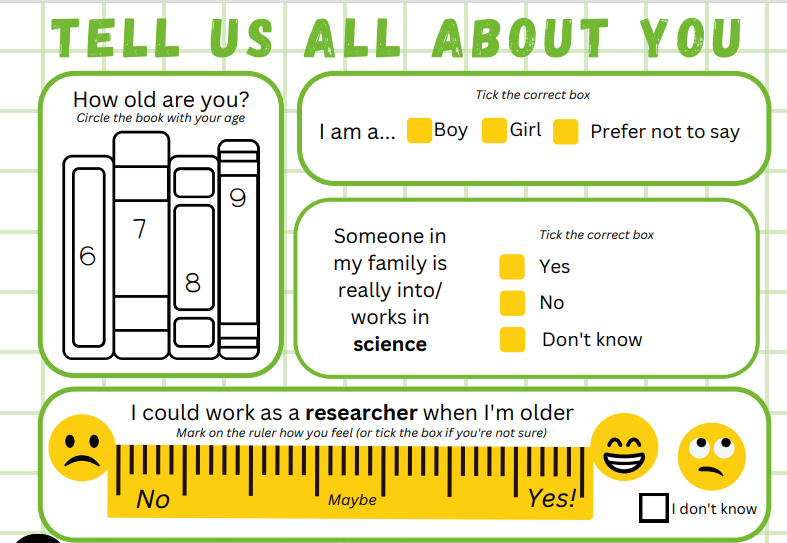 TELL US ALL ABOUT YOU
How old are you?
Circle the book with your age
6
7
8
9
Tick the correct box
I am a... Boy Girl Prefer not to say
Someone in
my family is
really into/
works in
science
Tick the correct box
Yes
No
Don't know
I could work as a researcher when I'm older
Mark on the ruler how you feel (or tick the box if you're not sure)
No Maybe Yes!
I don't know